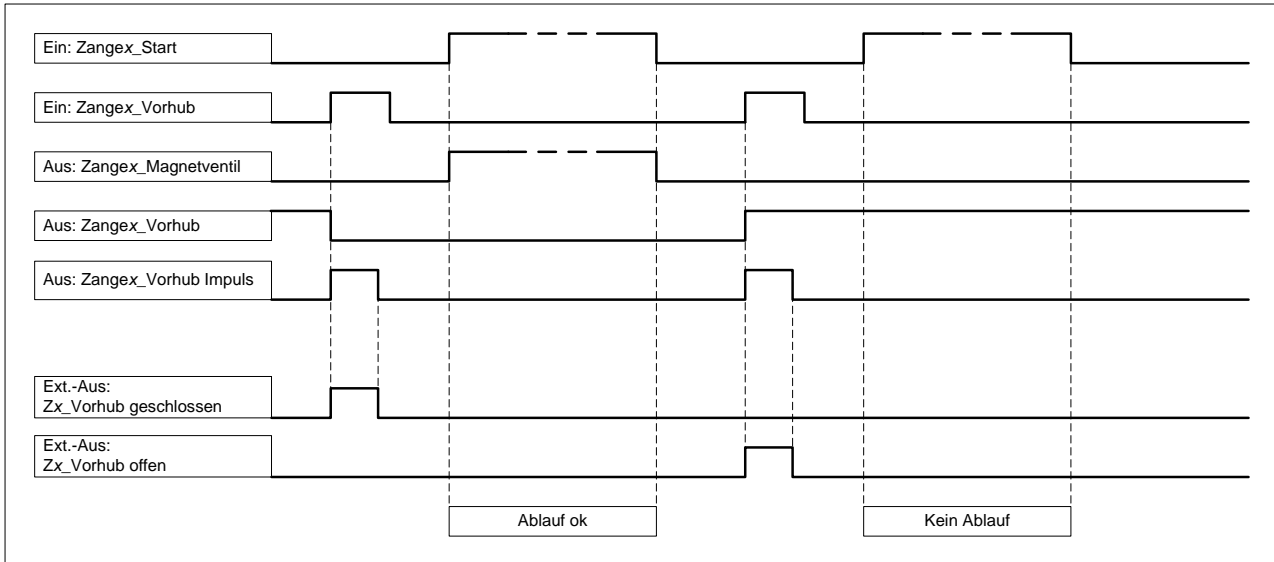 Ein: Zangex_Start
Ein: Zangex_Vorhub
Aus: Zangex_Magnetventil
Aus: Zangex_Vorhub
Aus: Zangex_Vorhub Impuls
Ext.-Aus:
Zx_Vorhub geschlossen
Ext.-Aus:
Zx_Vorhub offen
Ablauf ok
Kein Ablauf